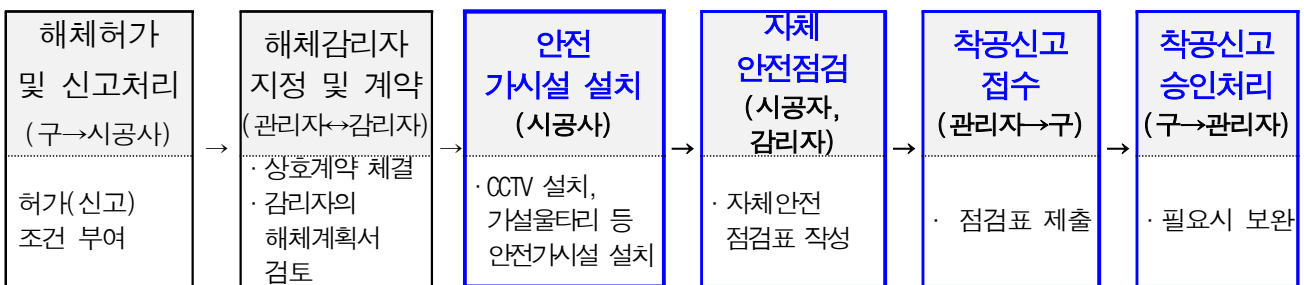 해체허가
및 신고처리
(구→시공사)
허가(신고)
조건 부여
→
해체감리자
지정 및 계약
(관리자↔감리자)
· 상호계약 체결
· 감리자의
해체계획서
검토
→
안전
가시설 설치
(시공사)
· CCTV 설치,
가설울타리 등
안전가시설 설치
→
자체
안전점검
(시공자,
감리자)
· 자체안전
점검표 작성
→
착공신고
접수
(관리자→구)
· 점검표 제출
→
착공신고
승인처리
(구→관리자)
· 필요시 보완